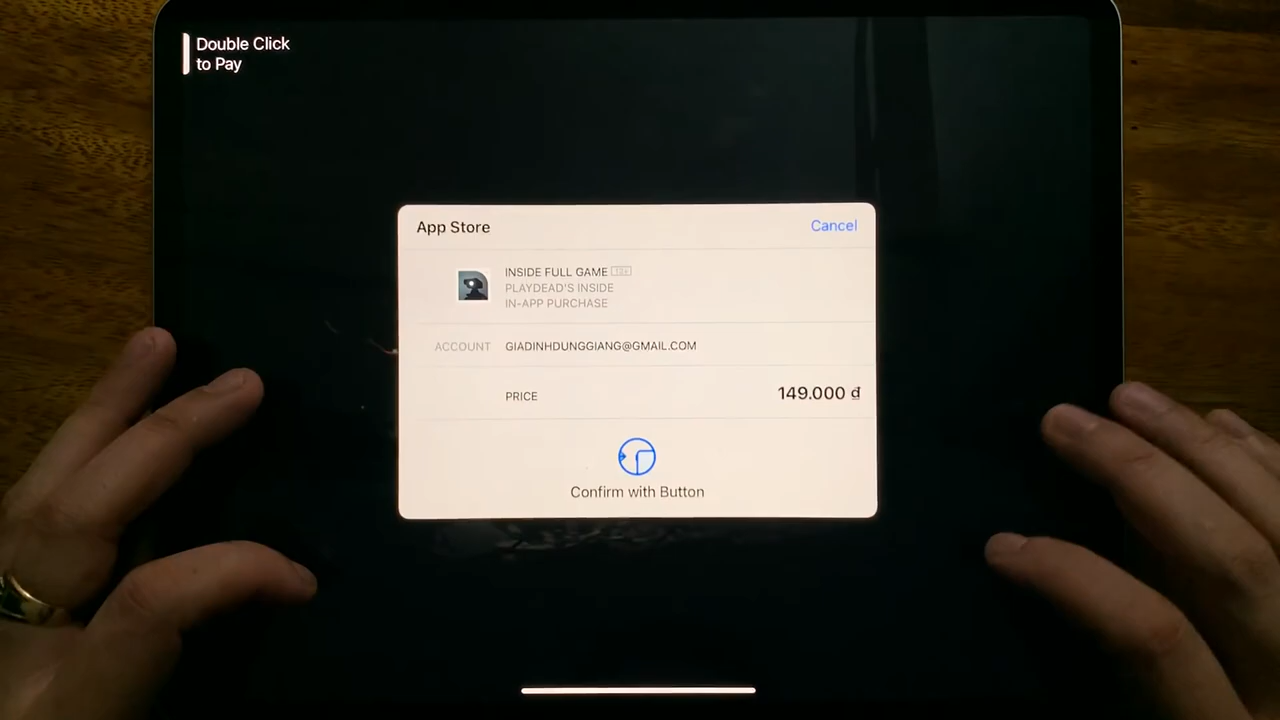 Double Click
to Pay
App Store
Cancel
INSIDE FULL GAME
PLAYDEAD'S INSIDE
IN-APP PURCHASE
ACCOUNT GIADINHDUNGGIANG@GMAIL.COM
PRICE 149.000 ₫
Confirm with Button